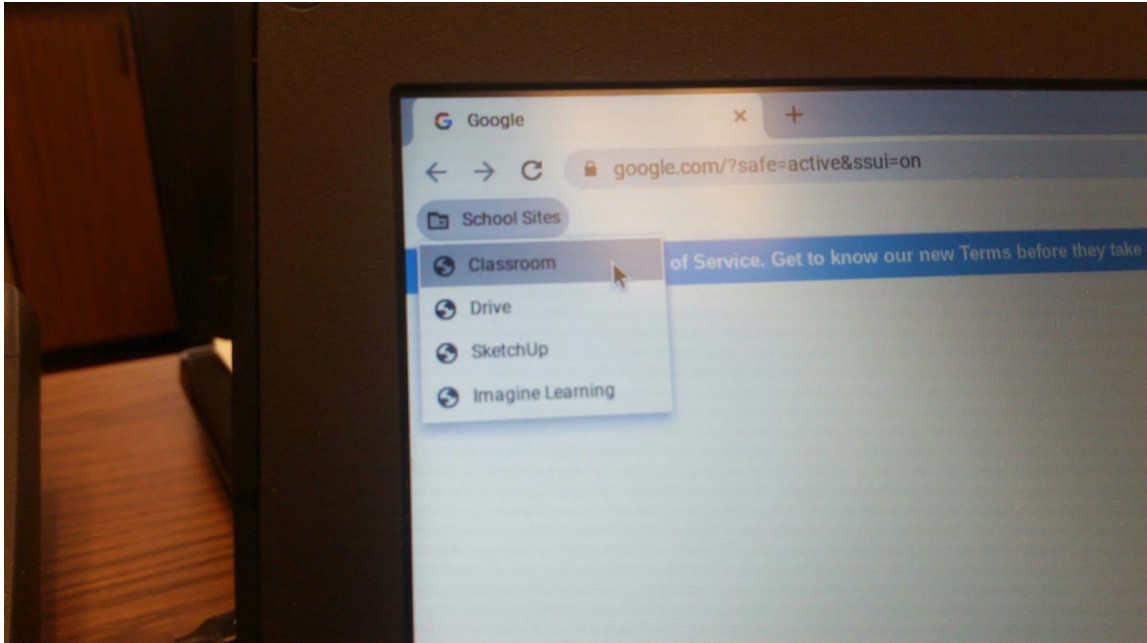 Google
google.com/?safe=active&ssui=on
School Sites
of Service. Get to know our new Terms before they take
Classroom
Drive
SketchUp
Imagine Learning